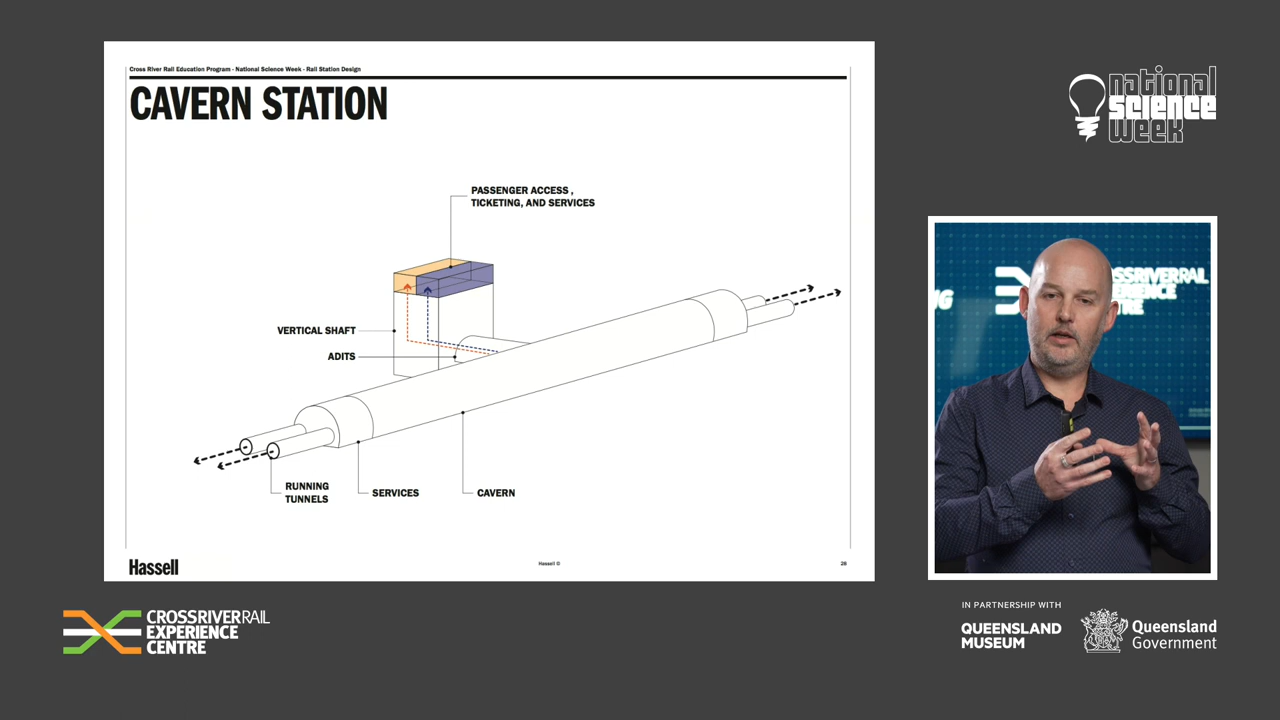 Cross River Rail Education Program - National Science Week - Rail Station Design
CAVERN STATION
PASSENGER ACCESS ,
TICKETING, AND SERVICES
VERTICAL SHAFT
ADITS
RUNNING
TUNNELS
SERVICES
CAVERN
Hassell
Hassell ©
28
national
science
week
CROSSRIVERRAIL
EXPERIENCE
CENTRE
IN PARTNERSHIP WITH
QUEENSLAND
MUSEUM
Queensland
Government